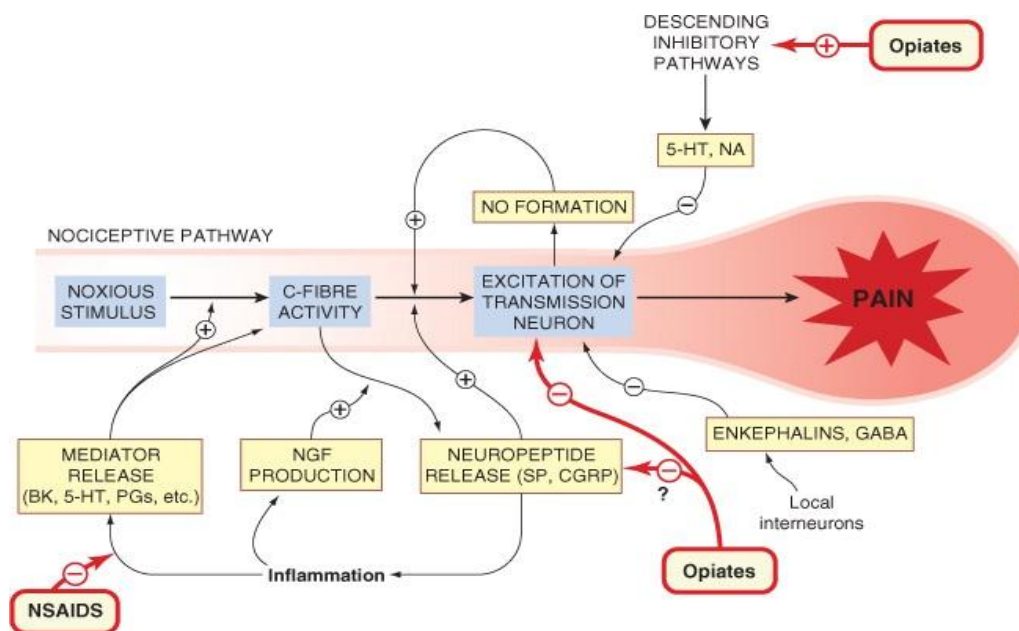 DESCENDING
INHIBITORY
PATHWAYS
+
Opiates
5-HT, NA
−
NO FORMATION
+
NOCICEPTIVE PATHWAY
NOXIOUS
STIMULUS
C-FIBRE
ACTIVITY
EXCITATION OF
TRANSMISSION
NEURON
PAIN
+
+
−
−
ENKEPHALINS, GABA
MEDIATOR
RELEASE
(BK, 5-HT, PGs, etc.)
NGF
PRODUCTION
+
NEUROPEPTIDE
RELEASE (SP, CGRP)
−
?
Local
interneurons
Inflammation
Opiates
−
NSAIDS